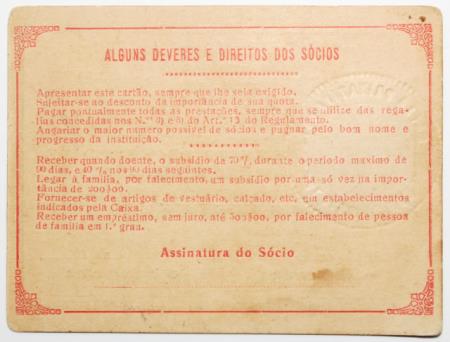 ALGUNS DEVERES E DIREITOS DOS SÓCIOS
Apresentar este cartão, sempre que lhe seja exigido.
Sujeitar-se ao desconto da importância de sua quota.
Pagar pontualmente todas as prestações, sempre que se utilize das rega-
lias concedidas nos N.ºs e do Art.º 13 do Regulamento.
Angariar o maior numero possivel de sócios e pugnar pelo bom nome e
progresso da instituição.
Receber quando doente, o subsidio de 70 %, durante o periodo maximo de
90 dias, e 40 % nos 90 dias seguintes.
Legar à familia, por falecimento, um subsidio por uma só vez na impor-
tância de 200$00.
Fornecer-se de artigos de vestuário, calçado, etc, em estabelecimentos
indicados pela Caixa.
Receber um empréstimo, sem juro, até 300$00, por falecimento de pessoa
de familia em 1.º grau.
Assinatura do Sócio